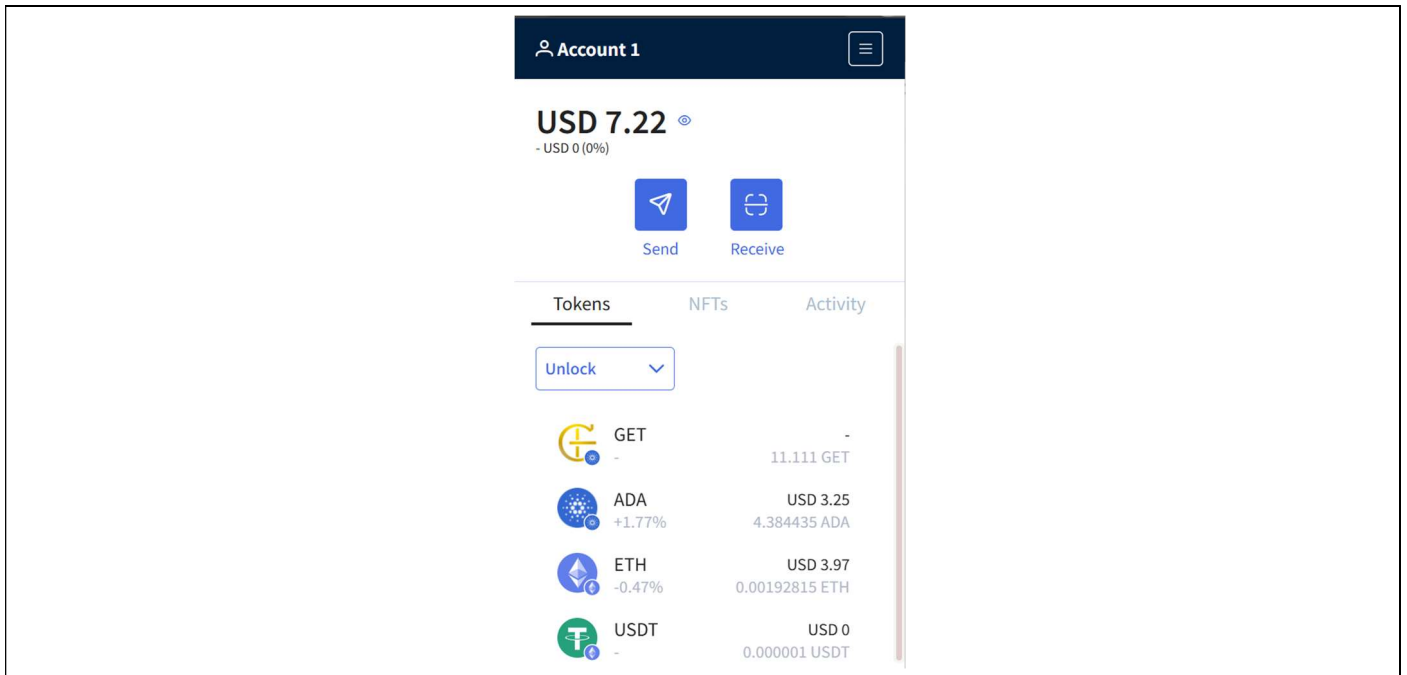 Account 1
USD 7.22
- USD 0 (0%)
Send Receive
Tokens NFTs Activity
Unlock
GET -
- 11.111 GET
ADA USD 3.25
+1.77% 4.384435 ADA
ETH USD 3.97
-0.47% 0.00192815 ETH
USDT USD 0
- 0.000001 USDT